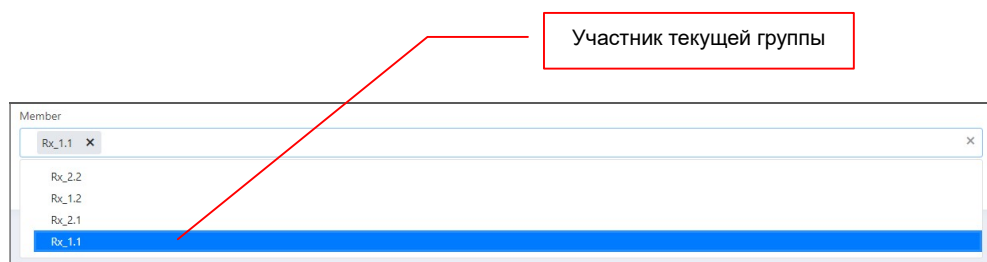 Участник текущей группы
Member
Rx_1.1 ×
×
Rx_2.2
Rx_1.2
Rx_2.1
Rx_1.1